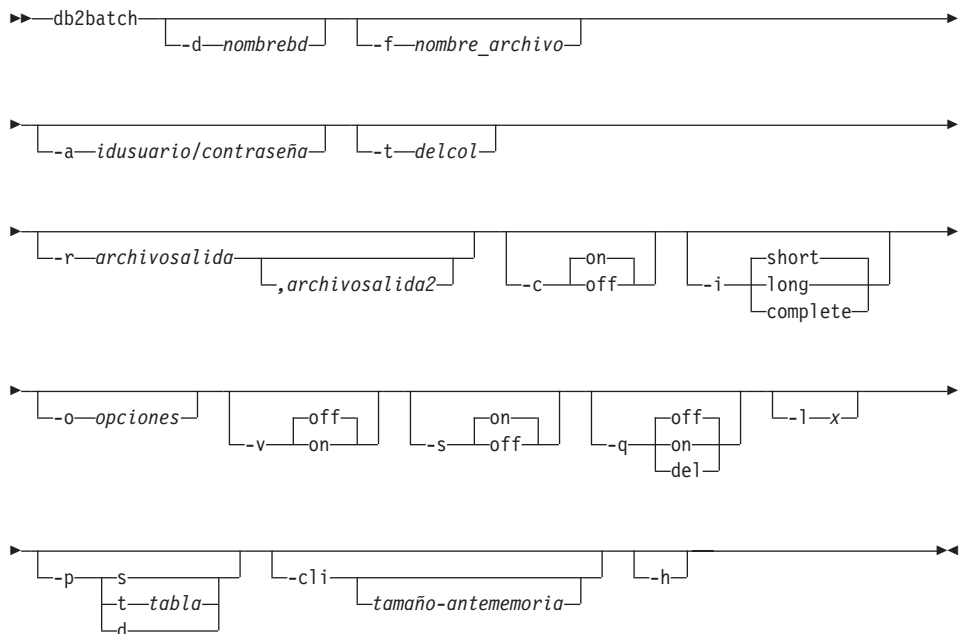 db2batch
-d nombrebd -f nombre_archivo
-a idusuario/contraseña -t delcol
-r archivosalida
,archivosalida2
-c
on
off
-i
short
long
complete
-o opciones
-v
off
on
-s
on
off
-q
off
on
del
-l x
-p
s
t tabla
d
-cli
tamaño-antememoria
-h